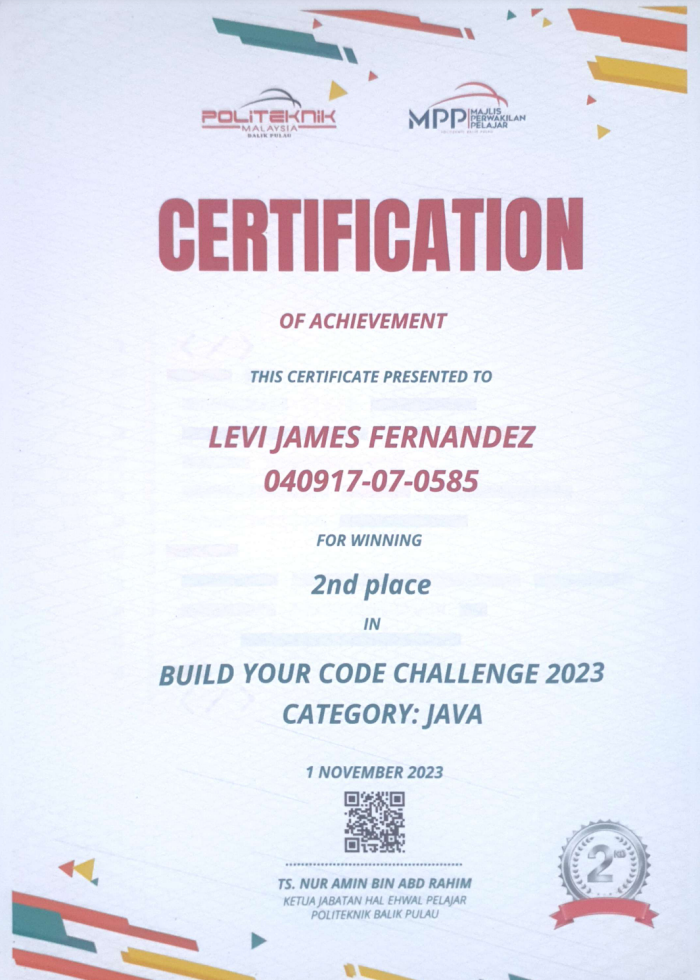 POLITEKNIK
MALAYSIA
BALIK PULAU
MPP MAJLIS
PERWAKILAN
PELAJAR
CERTIFICATION
OF ACHIEVEMENT
THIS CERTIFICATE PRESENTED TO
LEVI JAMES FERNANDEZ
040917-07-0585
FOR WINNING
2nd place
IN
BUILD YOUR CODE CHALLENGE 2023
CATEGORY: JAVA
1 NOVEMBER 2023
TS. NUR AMIN BIN ABD RAHIM
KETUA JABATAN HAL EHWAL PELAJAR
POLITEKNIK BALIK PULAU
2ND